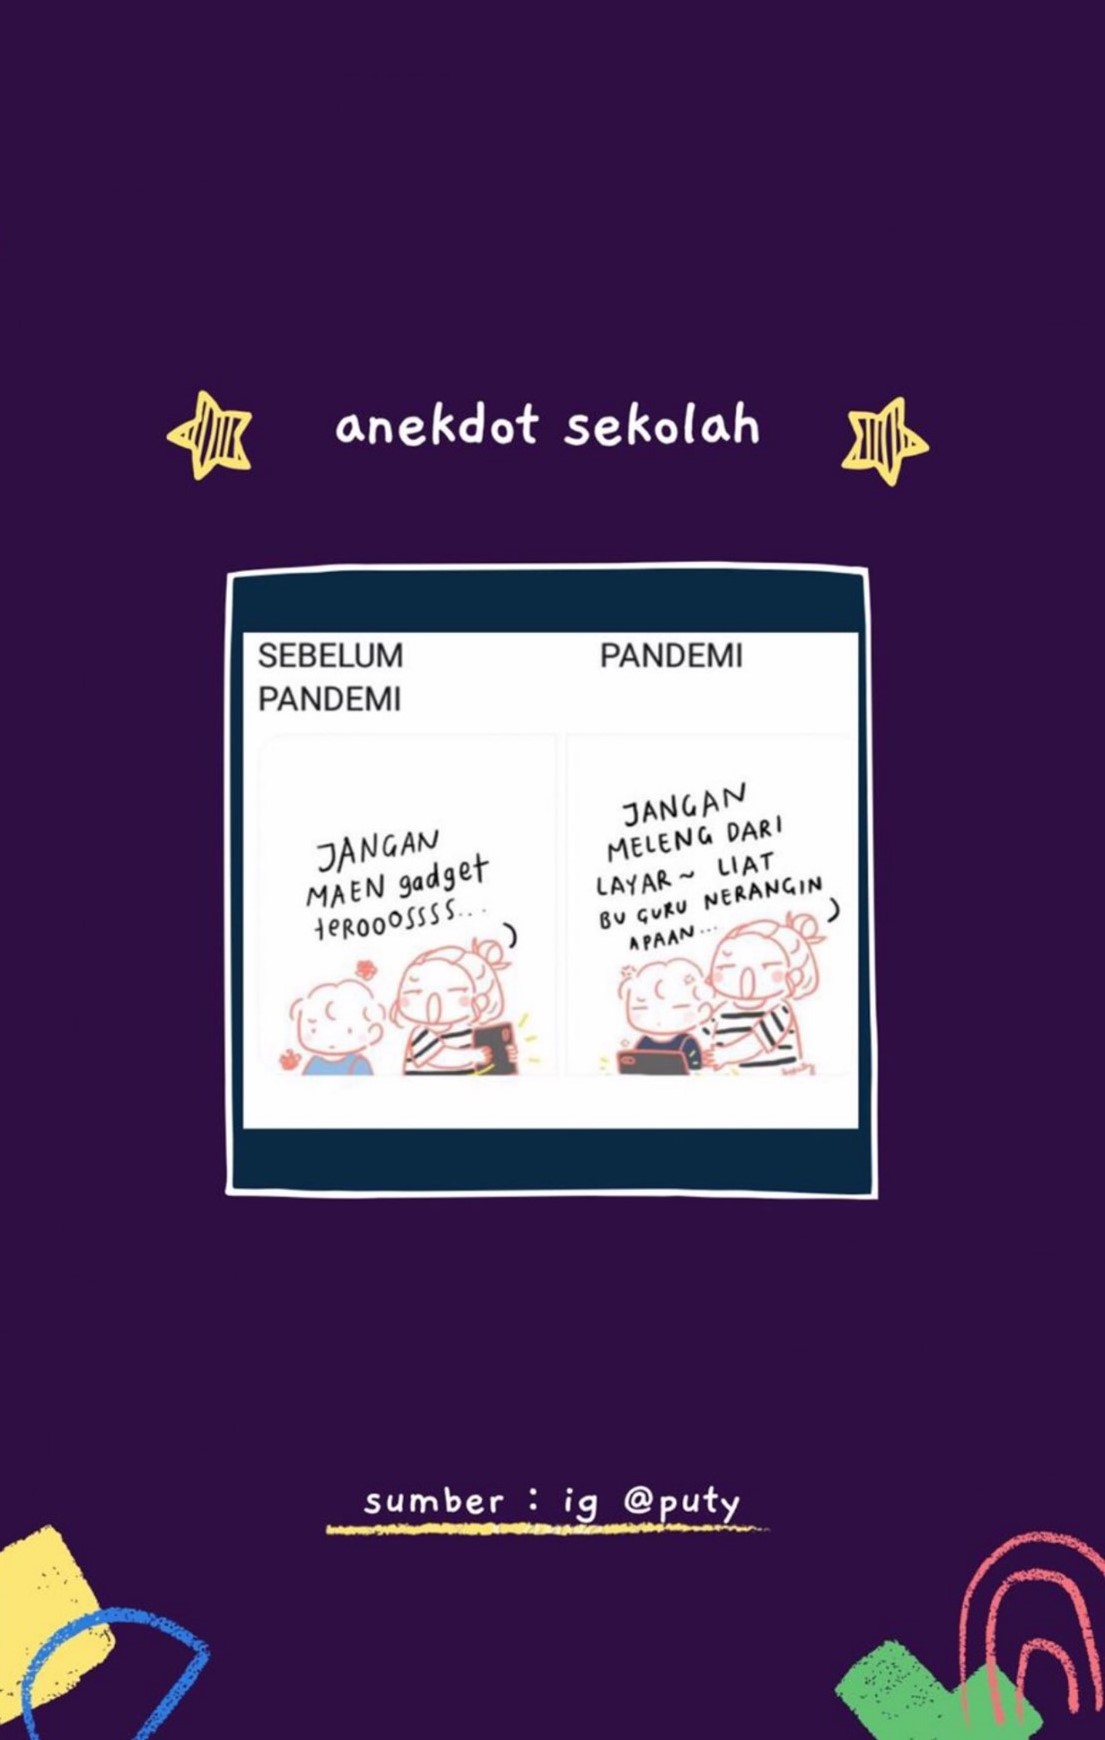 anekdot sekolah
SEBELUM
PANDEMI
JANGAN
MAEN gadget
teROOOSSSS...
PANDEMI
JANGAN
MELENG DARI
LAYAR ~ LIAT
BU GURU NERANGIN
APAAN...
sumber : ig @puty